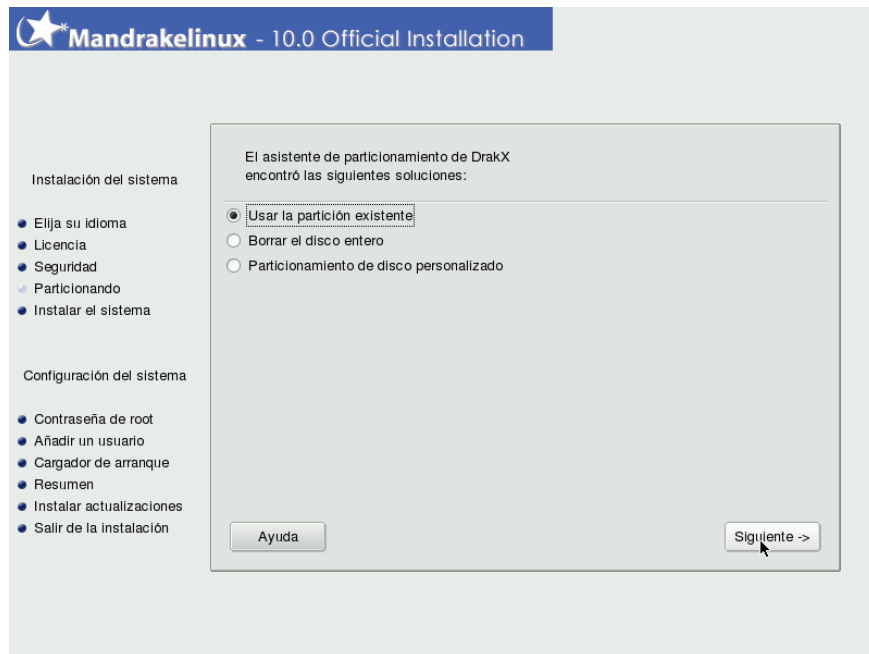 Mandrakelinux - 10.0 Official Installation
Instalación del sistema
Elija su idioma
Licencia
Seguridad
Particionando
Instalar el sistema
Configuración del sistema
Contraseña de root
Añadir un usuario
Cargador de arranque
Resumen
Instalar actualizaciones
Salir de la instalación
El asistente de particionamiento de DrakX
encontró las siguientes soluciones:
Usar la partición existente
Borrar el disco entero
Particionamiento de disco personalizado
Ayuda
Siguiente ->